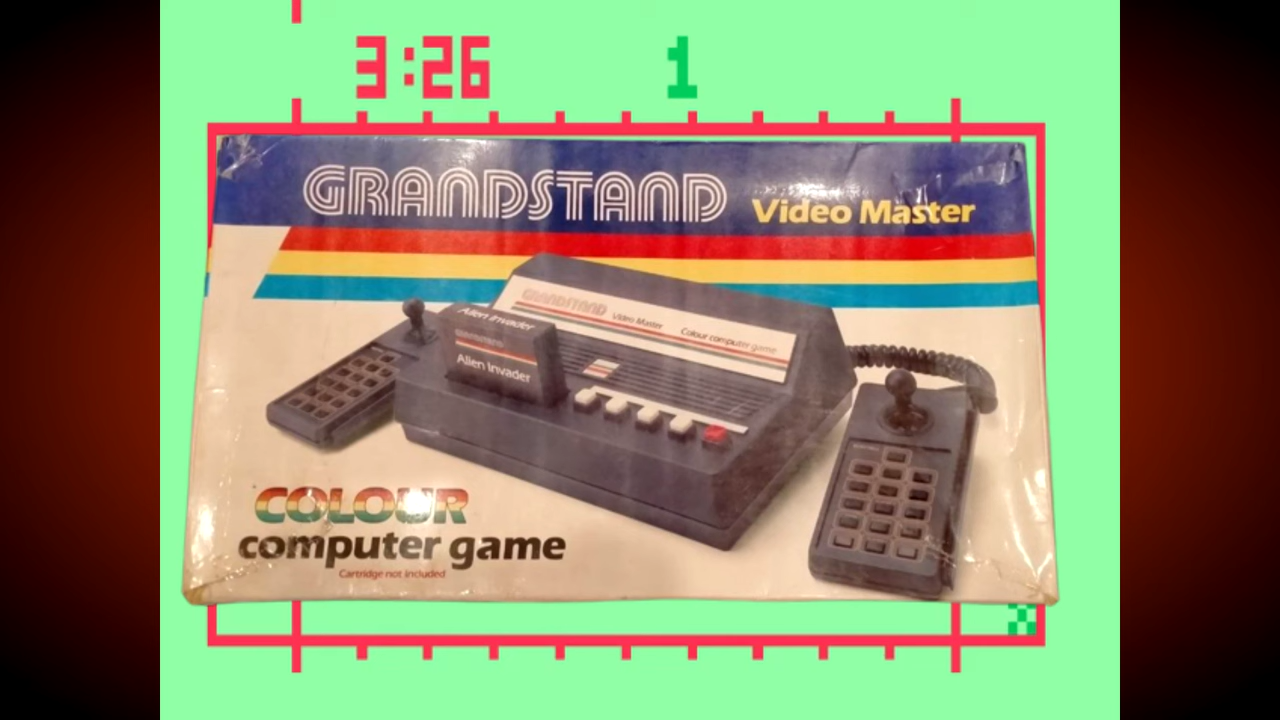 3:26 1
GRANDSTAND Video Master
GRANDSTAND Video Master Colour computer game
Alien Invader
GRANDSTAND
Alien Invader
COLOUR
computer game
Cartridge not included